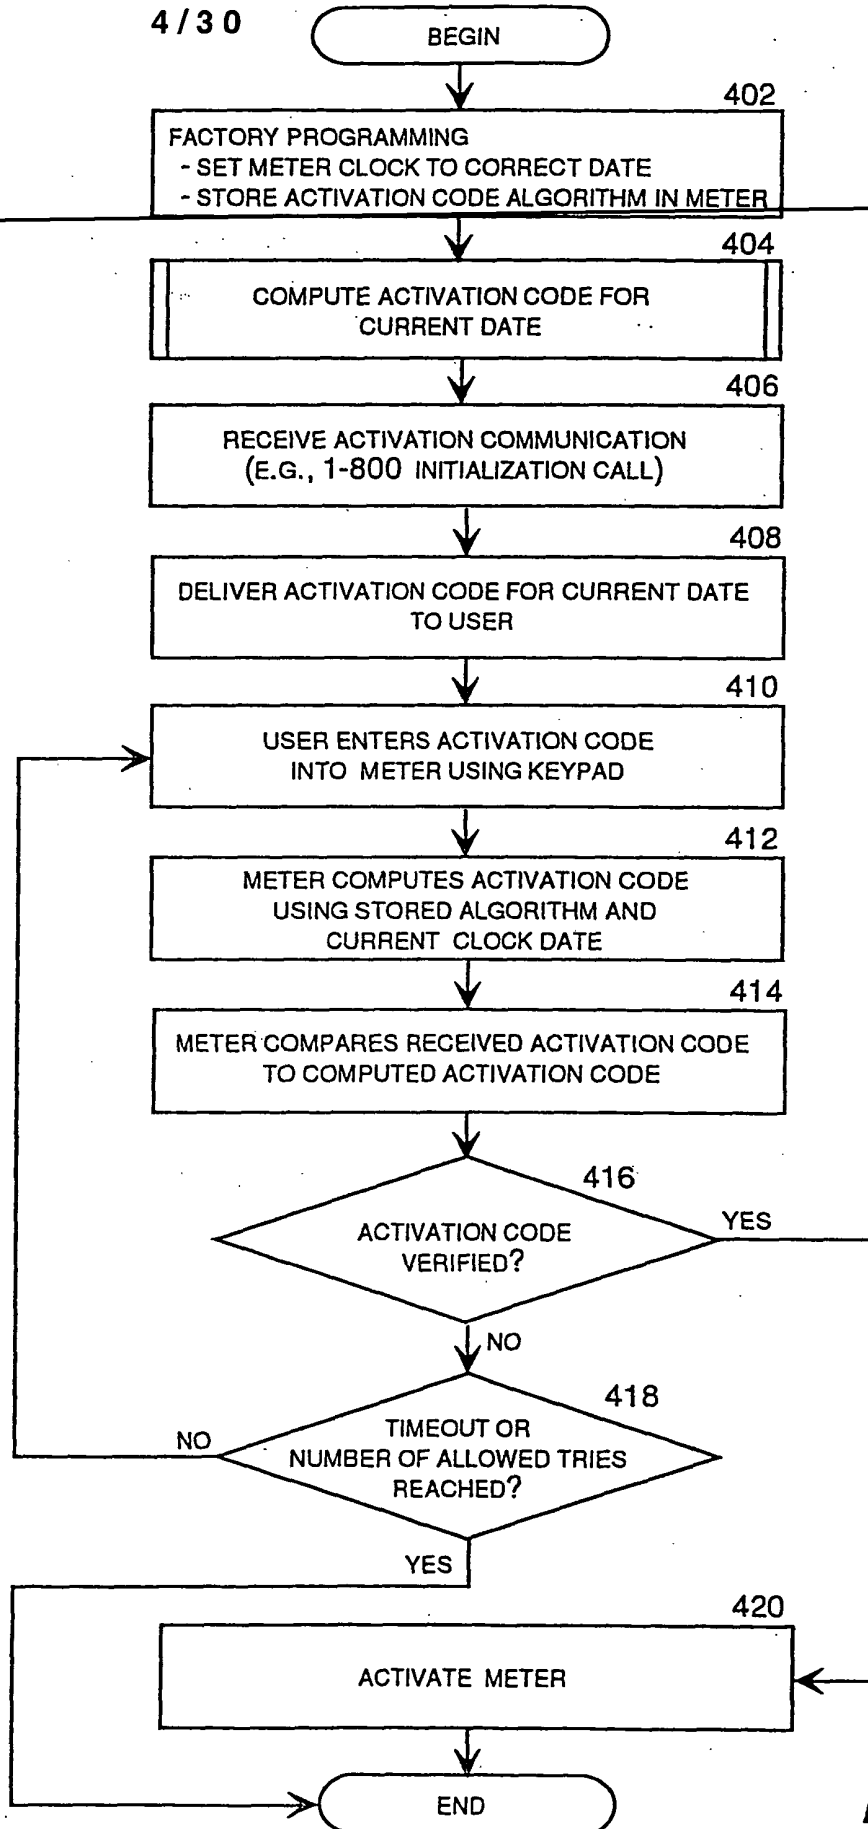 4/30
BEGIN
402
FACTORY PROGRAMMING
- SET METER CLOCK TO CORRECT DATE
- STORE ACTIVATION CODE ALGORITHM IN METER
404
COMPUTE ACTIVATION CODE FOR
CURRENT DATE
406
RECEIVE ACTIVATION COMMUNICATION
(E.G., 1-800 INITIALIZATION CALL)
408
DELIVER ACTIVATION CODE FOR CURRENT DATE
TO USER
410
USER ENTERS ACTIVATION CODE
INTO METER USING KEYPAD
412
METER COMPUTES ACTIVATION CODE
USING STORED ALGORITHM AND
CURRENT CLOCK DATE
414
METER COMPARES RECEIVED ACTIVATION CODE
TO COMPUTED ACTIVATION CODE
416
ACTIVATION CODE
VERIFIED?
YES
NO
418
TIMEOUT OR
NUMBER OF ALLOWED TRIES
REACHED?
NO
YES
420
ACTIVATE METER
END